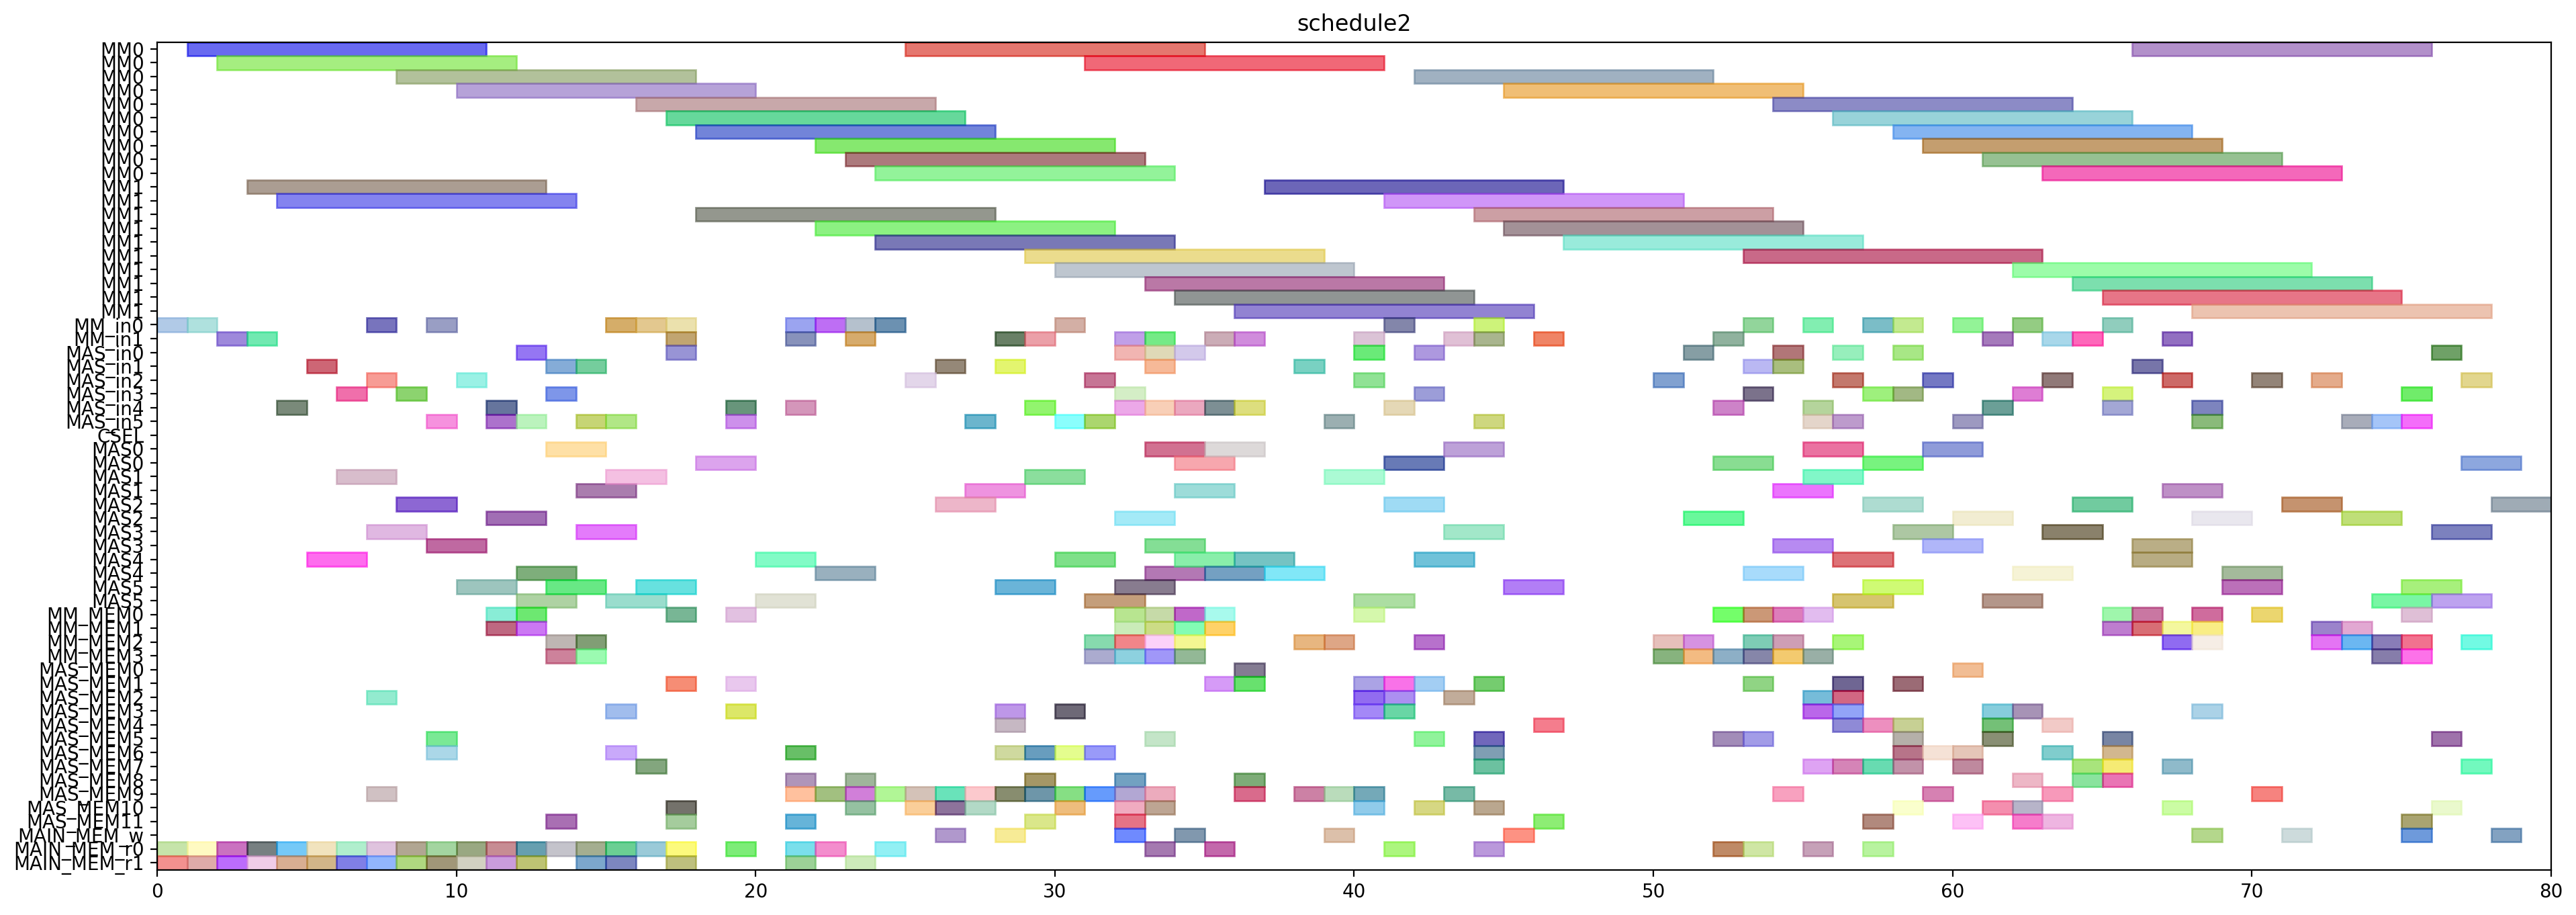 schedule2
MM0
MM0
MM0
MM0
MM0
MM0
MM0
MM0
MM0
MM0
MM1
MM1
MM1
MM1
MM1
MM1
MM1
MM1
MM1
MM1
MM_in0
MM_in1
MAS_in0
MAS_in1
MAS_in2
MAS_in3
MAS_in4
MAS_in5
CSEL
MAS0
MAS0
MAS1
MAS1
MAS2
MAS2
MAS3
MAS3
MAS4
MAS4
MAS5
MAS5
MM_MEM0
MM_MEM1
MM_MEM2
MM_MEM3
MAS_MEM0
MAS_MEM1
MAS_MEM2
MAS_MEM3
MAS_MEM4
MAS_MEM5
MAS_MEM6
MAS_MEM7
MAS_MEM8
MAS_MEM9
MAS_MEM10
MAS_MEM11
MAIN_MEM_w
MAIN_MEM_r0
MAIN_MEM_r1
0 10 20 30 40 50 60 70 80